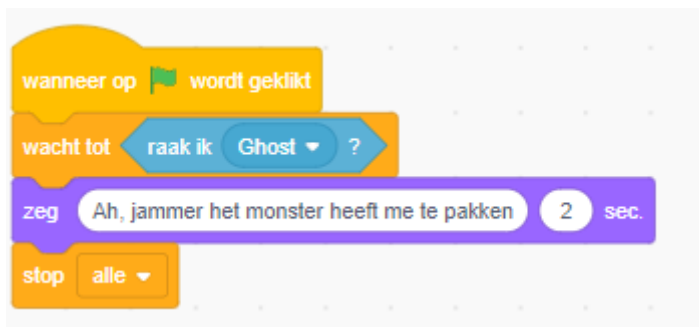 wanneer op wordt geklikt
wacht tot raak ik Ghost ?
zeg Ah, jammer het monster heeft me te pakken 2 sec.
stop alle